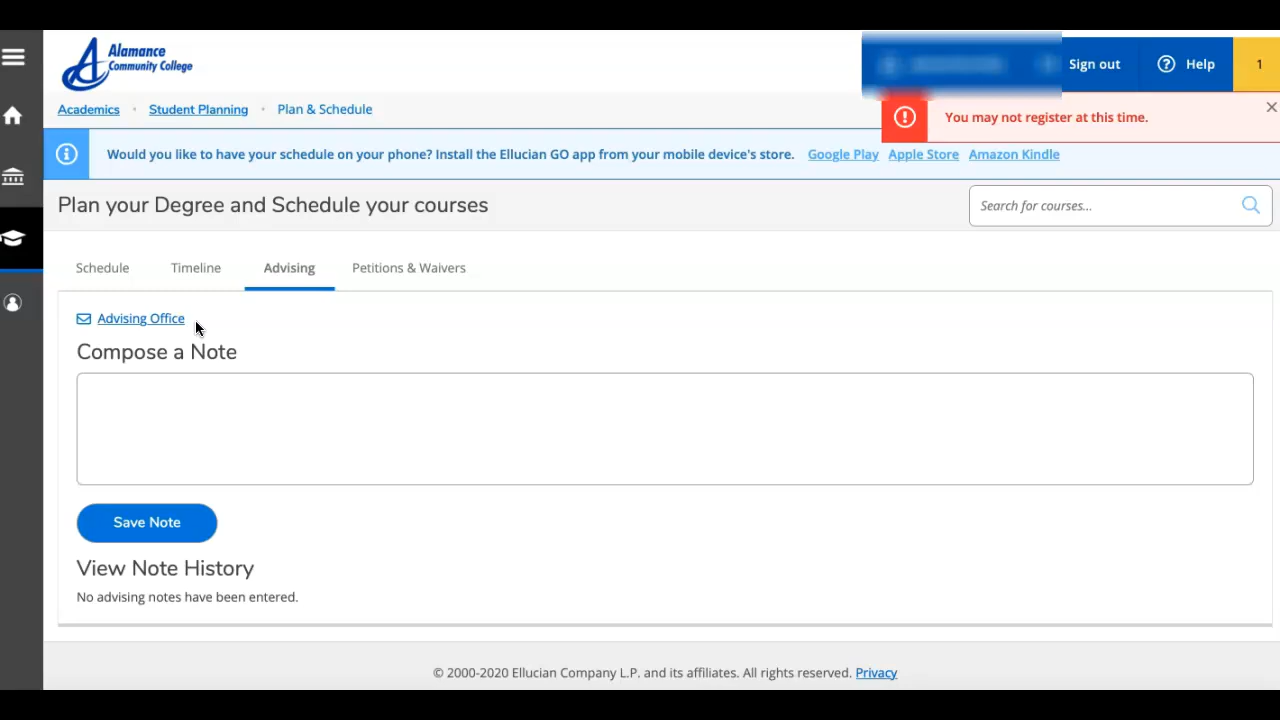 Alamance
Community College
Sign out
Help
1
Academics
Student Planning
Plan & Schedule
You may not register at this time.
Would you like to have your schedule on your phone? Install the Ellucian GO app from your mobile device's store. Google Play Apple Store Amazon Kindle
Plan your Degree and Schedule your courses
Search for courses...
Schedule
Timeline
Advising
Petitions & Waivers
Advising Office
Compose a Note
Save Note
View Note History
No advising notes have been entered.
© 2000-2020 Ellucian Company L.P. and its affiliates. All rights reserved. Privacy